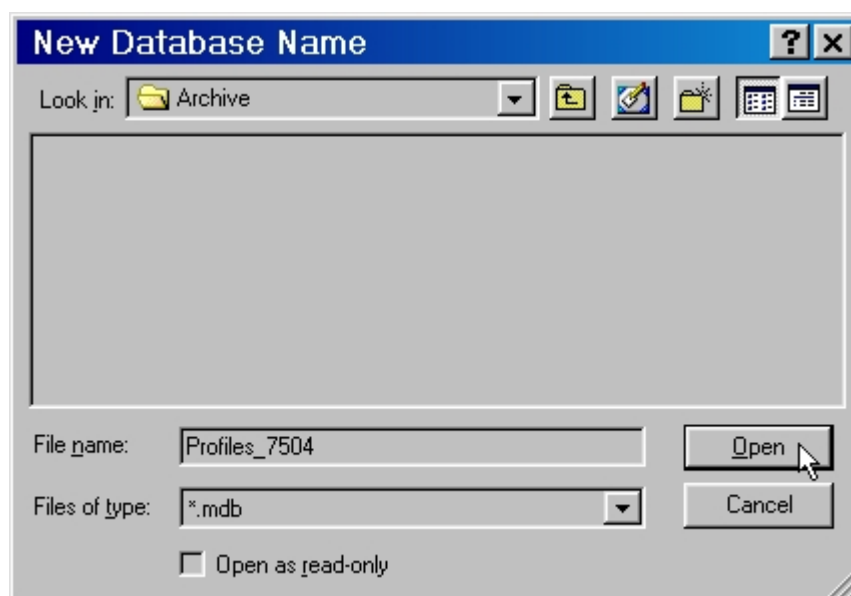 New Database Name
Look in: Archive
File name: Profiles_7504
Open
Files of type: *.mdb
Cancel
Open as read-only